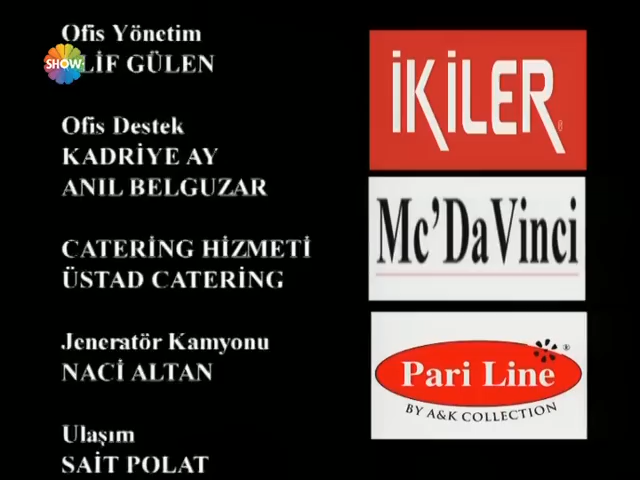 Ofis Yönetim
SHOW
LİF GÜLEN
Ofis Destek
KADRİYE AY
ANIL BELGUZAR
CATERİNG HİZMETİ
ÜSTAD CATERİNG
Jeneratör Kamyonu
NACİ ALTAN
Ulaşım
SAİT POLAT
İKİLER
Mc'DaVinci
Pari Line ®
BY A&K COLLECTION